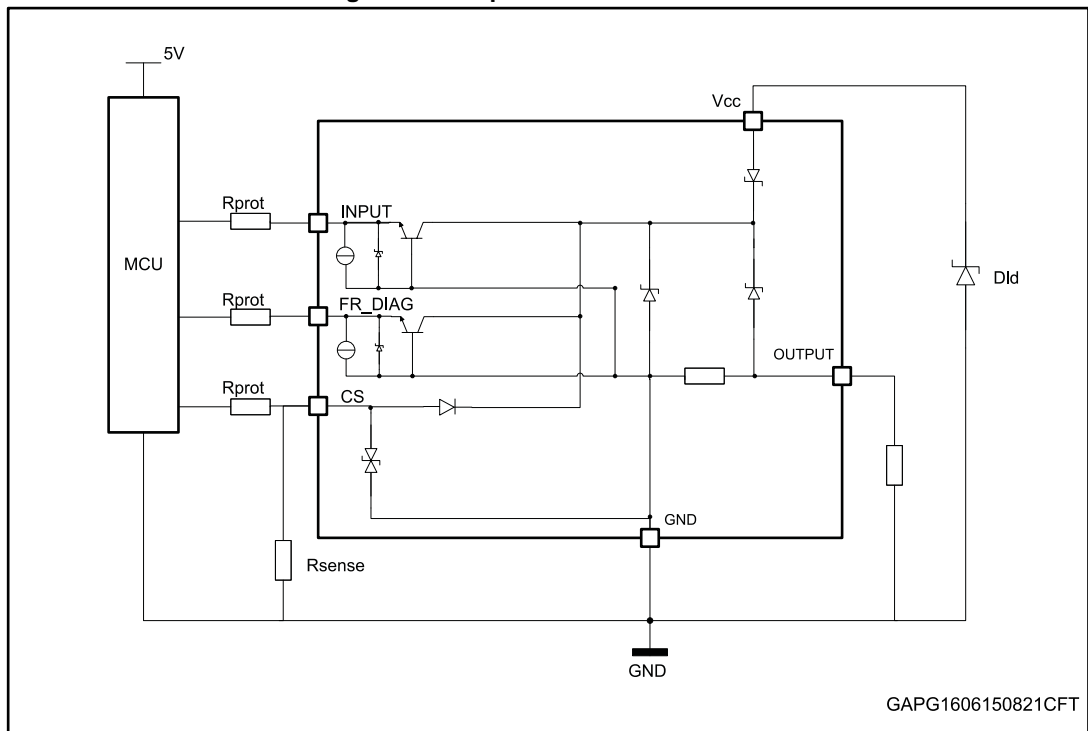 5V
Vcc
Rprot
INPUT
MCU
Dld
Rprot
FR_DIAG
OUTPUT
Rprot
CS
GND
Rsense
GND
GAPG1606150821CFT